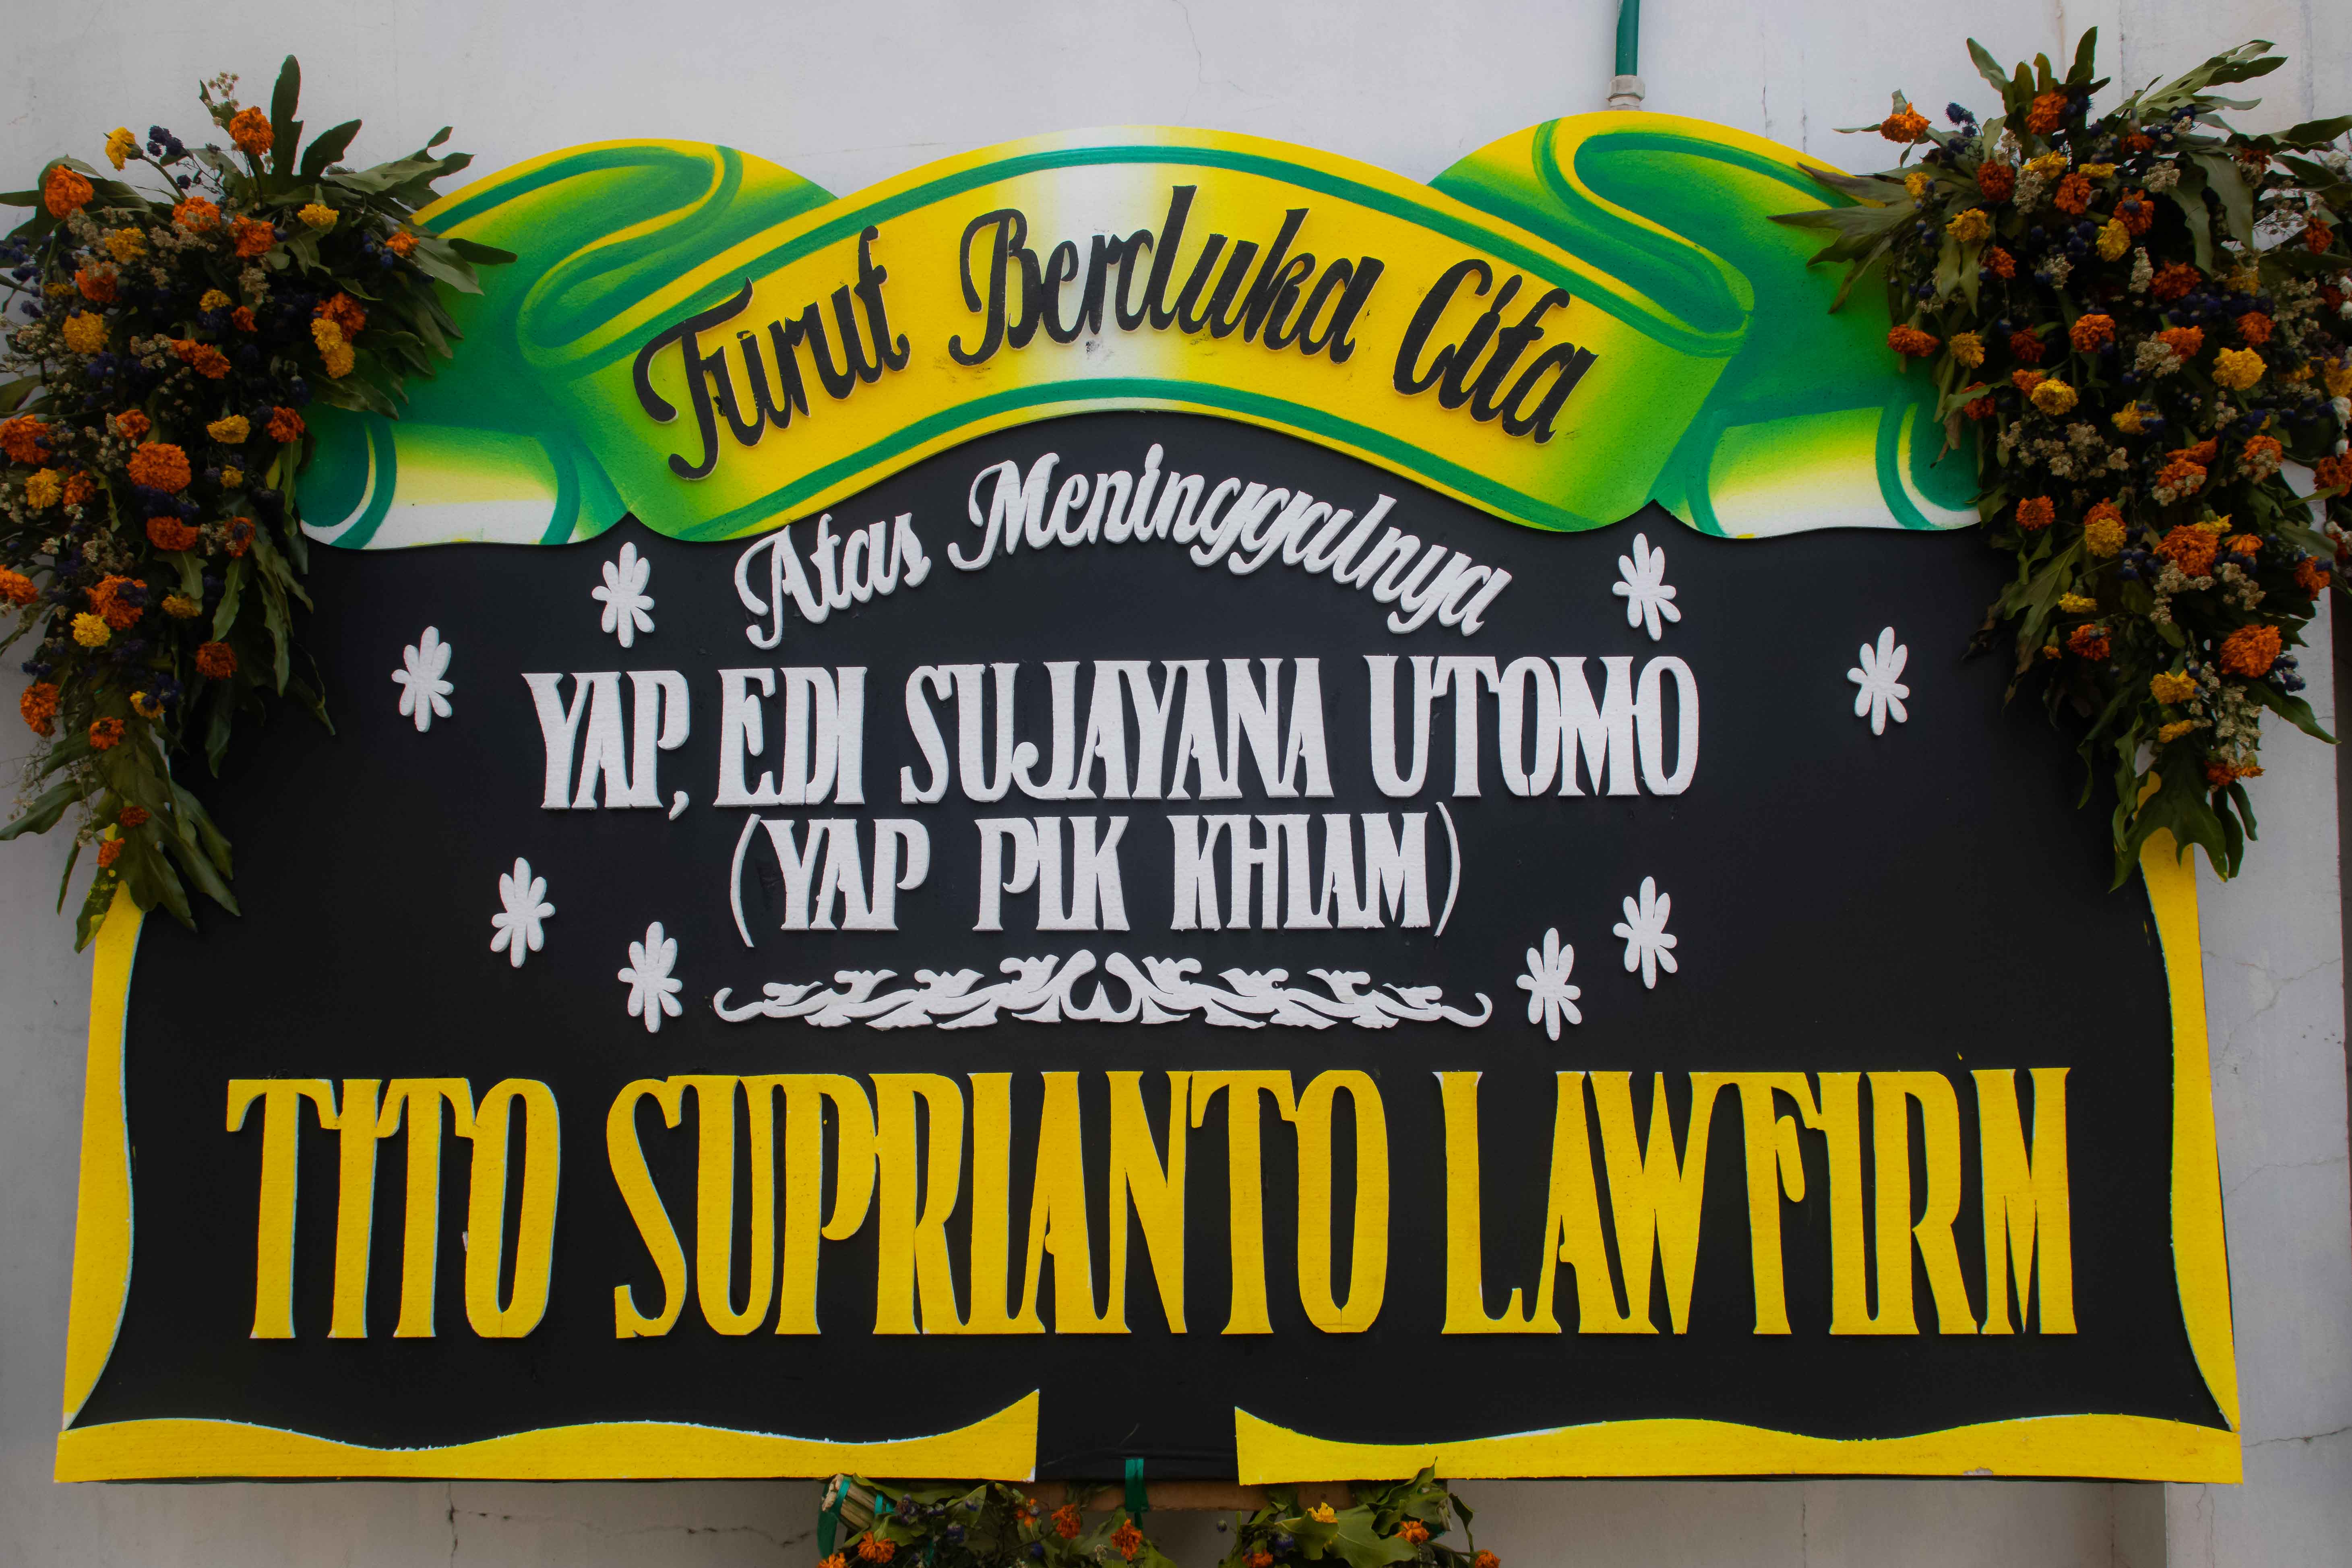 Turut Berduka Cita
Atas Meninggalnya
YAP, EDI SUJAYANA UTOMO
(YAP PIK KHIAM)
TITO SUPRIANTO LAWFIRM